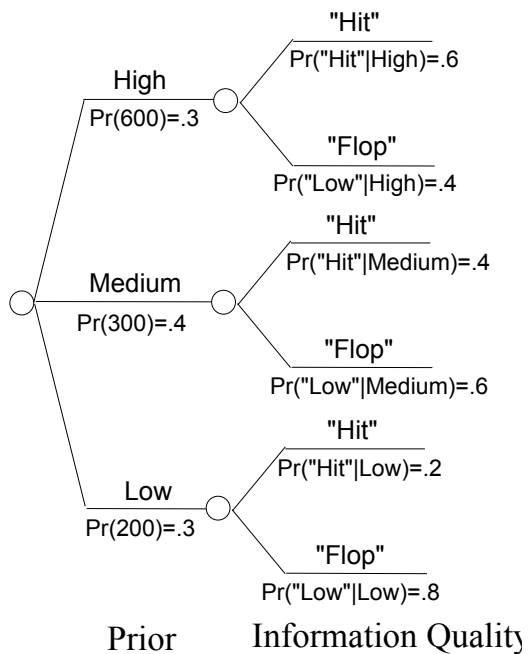 "Hit"
Pr("Hit"|High)=.6
High
Pr(600)=.3
"Flop"
Pr("Low"|High)=.4
"Hit"
Pr("Hit"|Medium)=.4
Medium
Pr(300)=.4
"Flop"
Pr("Low"|Medium)=.6
"Hit"
Pr("Hit"|Low)=.2
Low
Pr(200)=.3
"Flop"
Pr("Low"|Low)=.8
Prior
Information Quality